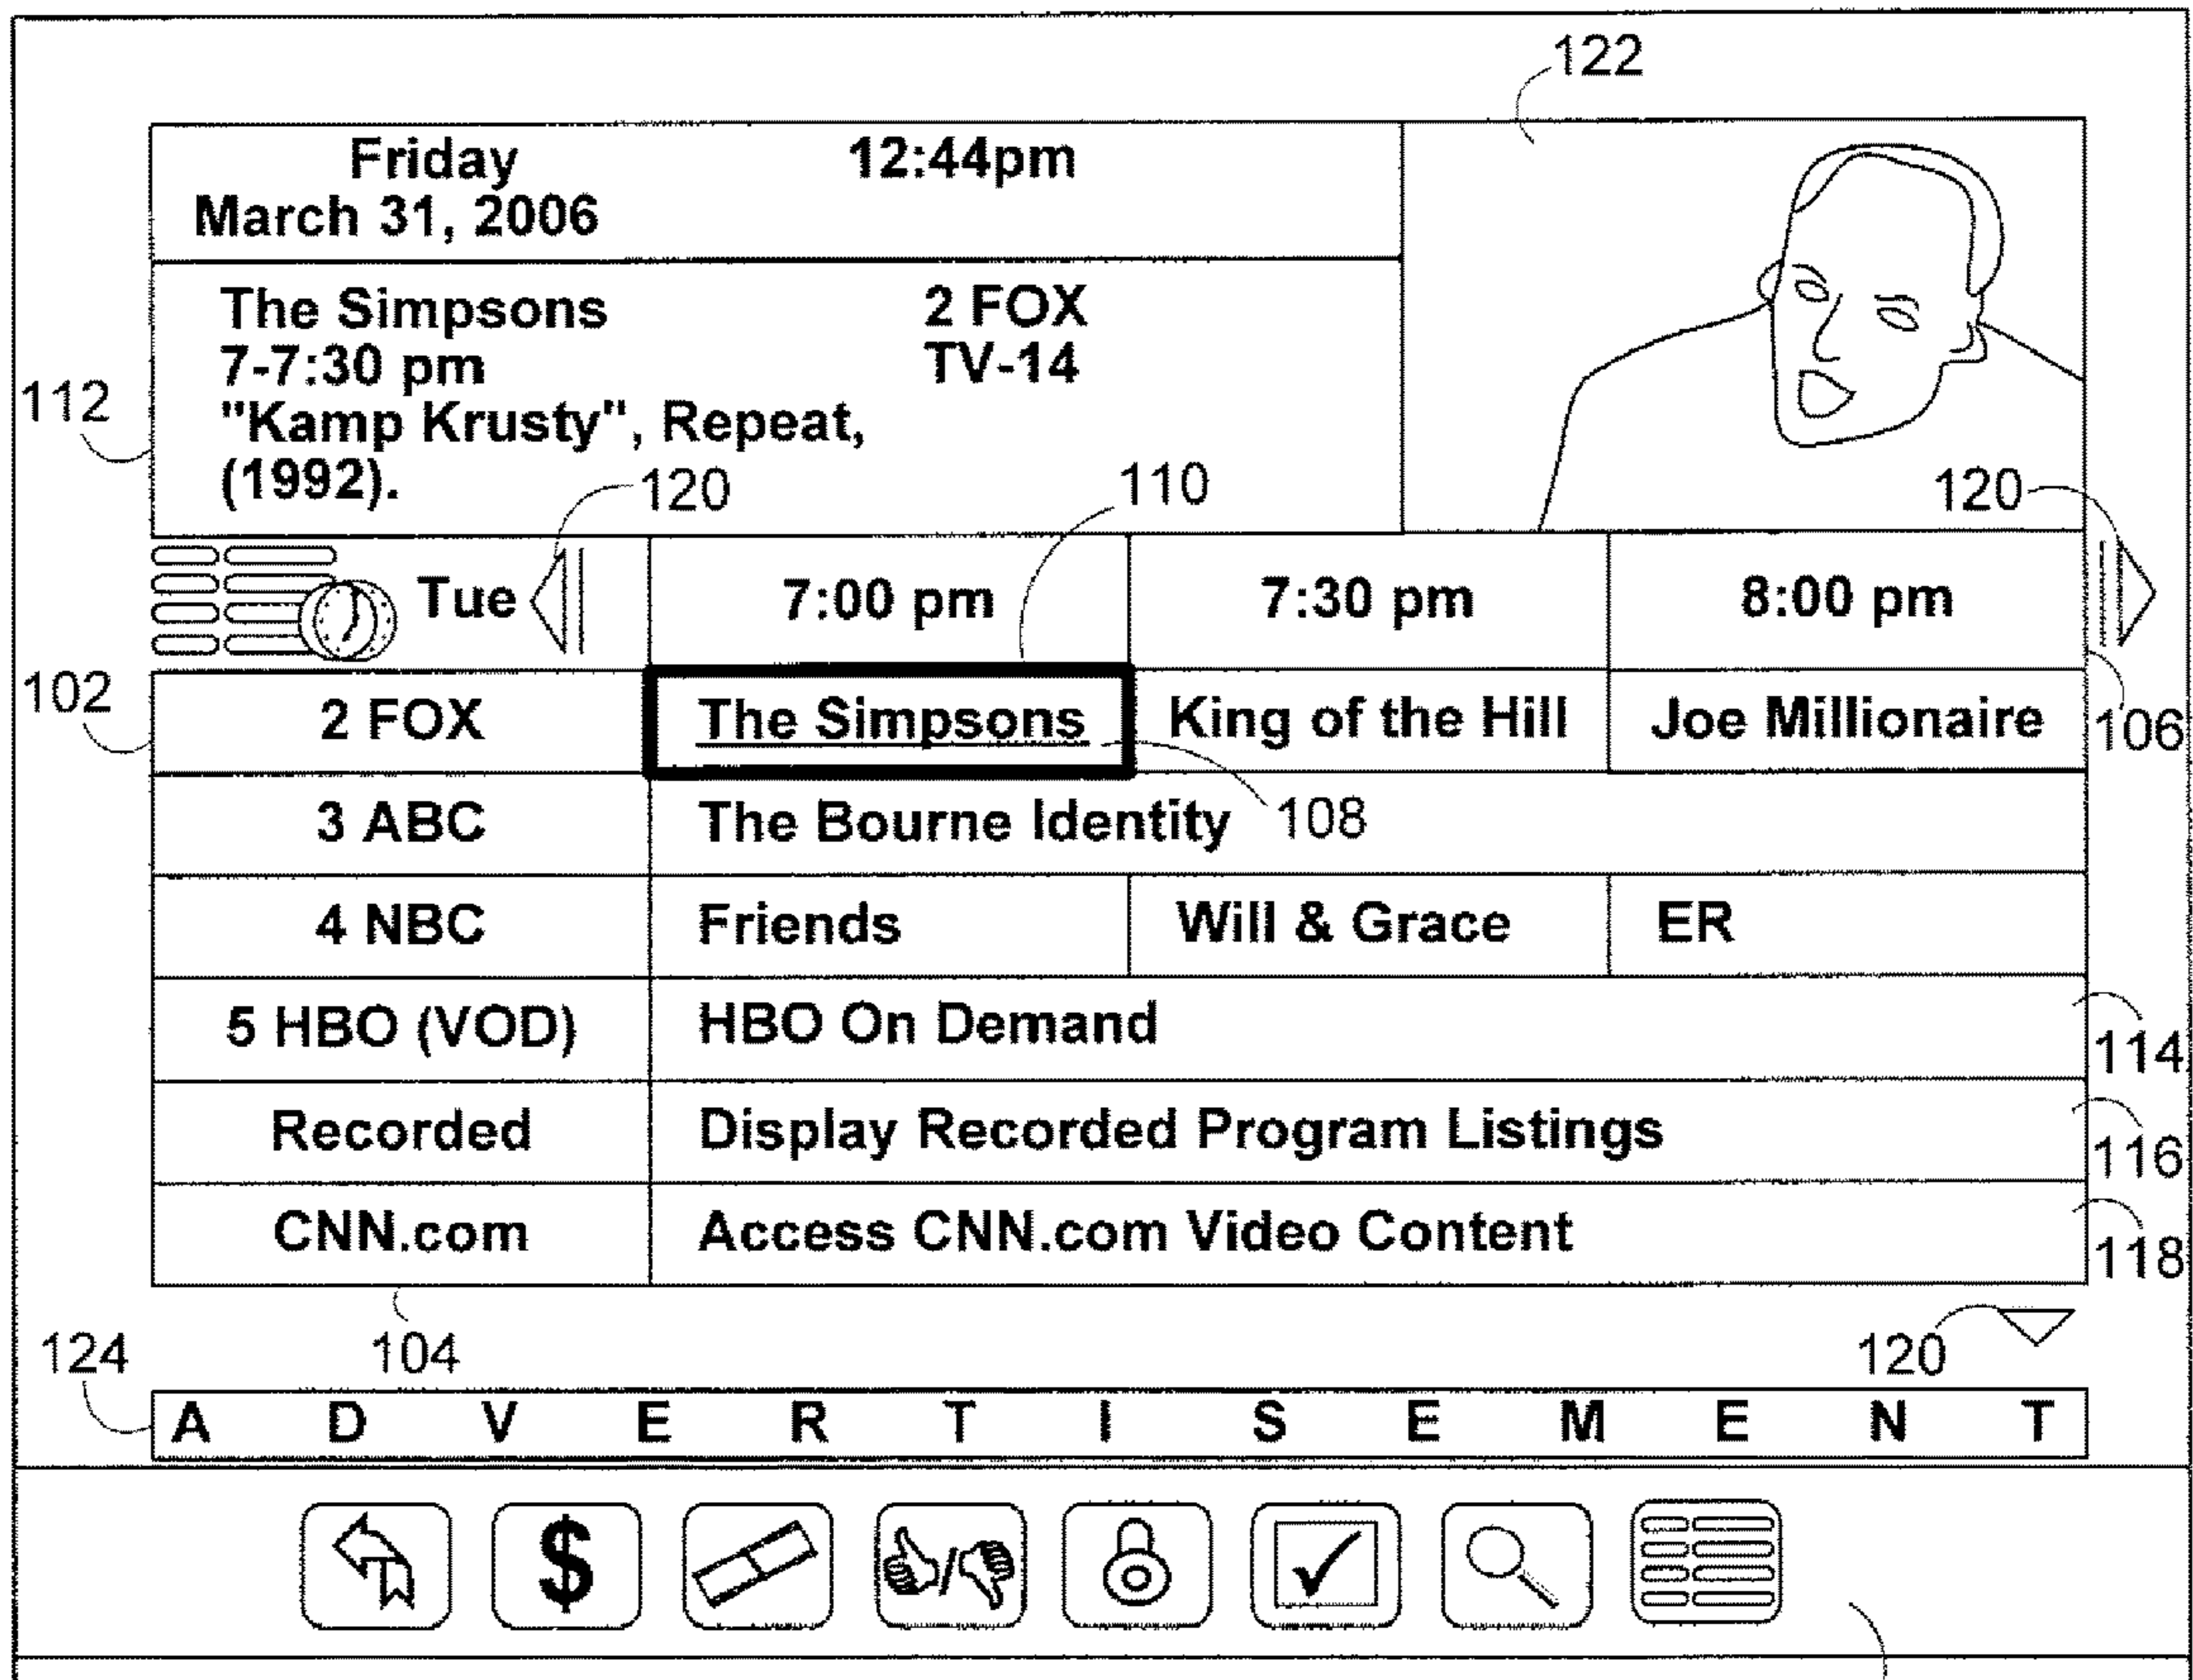 122
Friday 12:44pm
March 31, 2006
The Simpsons 2 FOX
7-7:30 pm TV-14
112
"Kamp Krusty", Repeat,
(1992).
120 110 120
Tue 7:00 pm 7:30 pm 8:00 pm
102
2 FOX The Simpsons King of the Hill Joe Millionaire
106
3 ABC The Bourne Identity 108
4 NBC Friends Will & Grace ER
5 HBO (VOD) HBO On Demand
114
Recorded Display Recorded Program Listings
116
CNN.com Access CNN.com Video Content
118
124 104 120
A D V E R T I S E M E N T
$ /